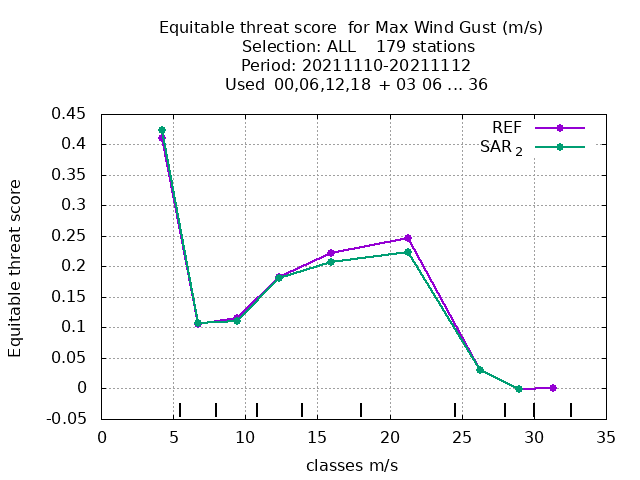 Equitable threat score  for Max Wind Gust (m/s)
Selection: ALL    179 stations
Period: 20211110-20211112
Used  00,06,12,18  + 03 06 ... 36
REF
SAR 2
Equitable threat score
0.45
0.4
0.35
0.3
0.25
0.2
0.15
0.1
0.05
0
-0.05
0 5 10 15 20 25 30 35
classes m/s